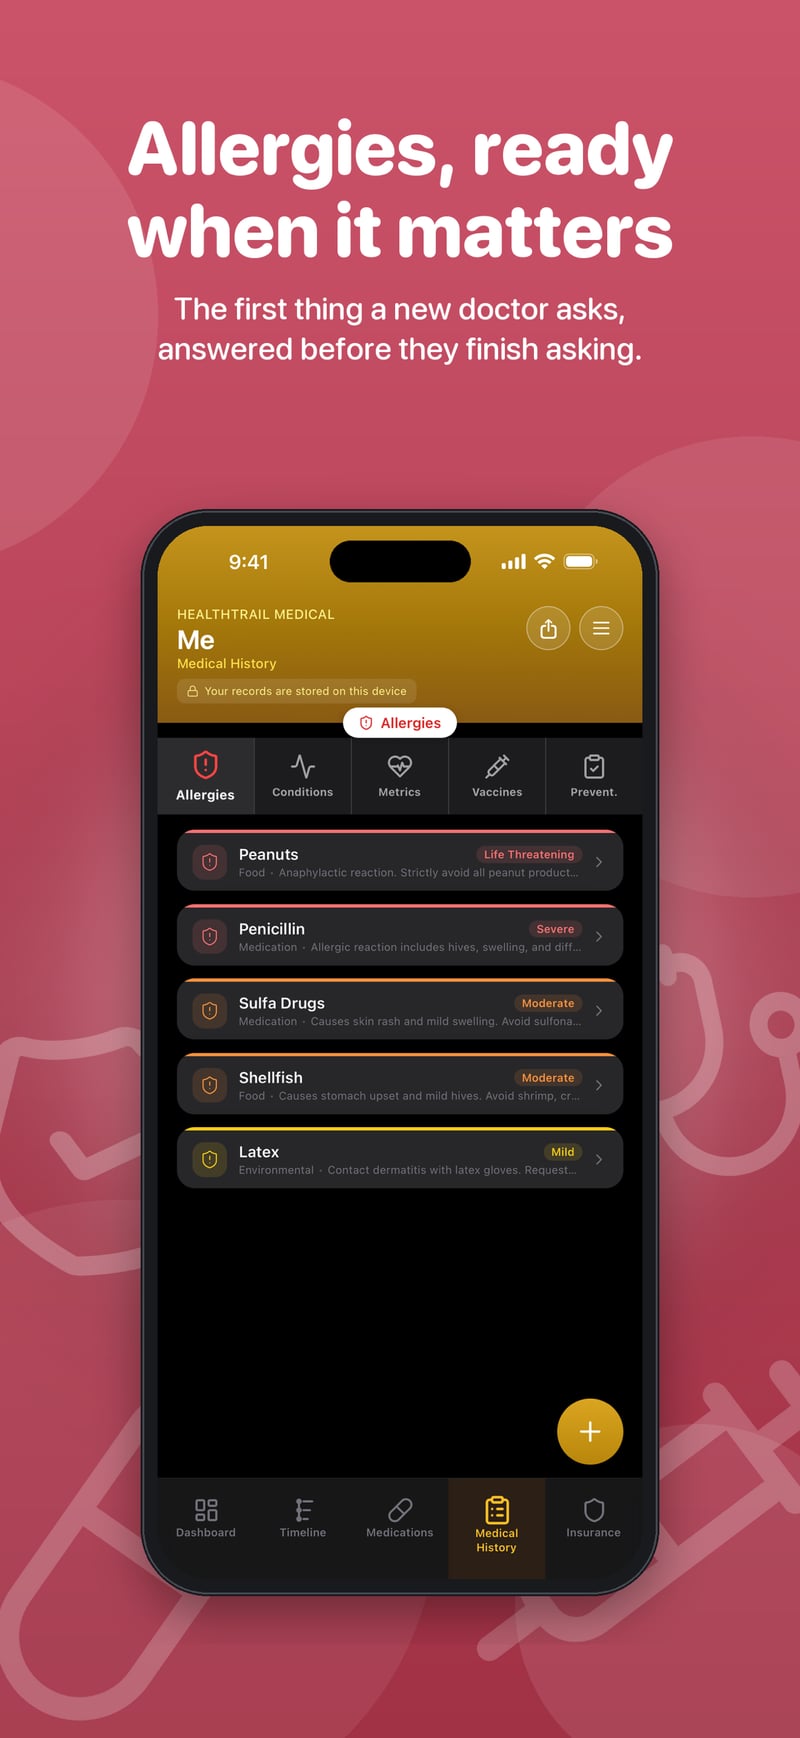 Allergies, ready
when it matters
The first thing a new doctor asks,
answered before they finish asking.
9:41
HEALTHTRAIL MEDICAL
Me
Medical History
Your records are stored on this device
Allergies
Allergies
Conditions
Metrics
Vaccines
Prevent.
Peanuts
Life Threatening
Food · Anaphylactic reaction. Strictly avoid all peanut product...
Penicillin
Severe
Medication · Allergic reaction includes hives, swelling, and diff...
Sulfa Drugs
Moderate
Medication · Causes skin rash and mild swelling. Avoid sulfona...
Shellfish
Moderate
Food · Causes stomach upset and mild hives. Avoid shrimp, cr...
Latex
Mild
Environmental · Contact dermatitis with latex gloves. Request...
Dashboard
Timeline
Medications
Medical
History
Insurance